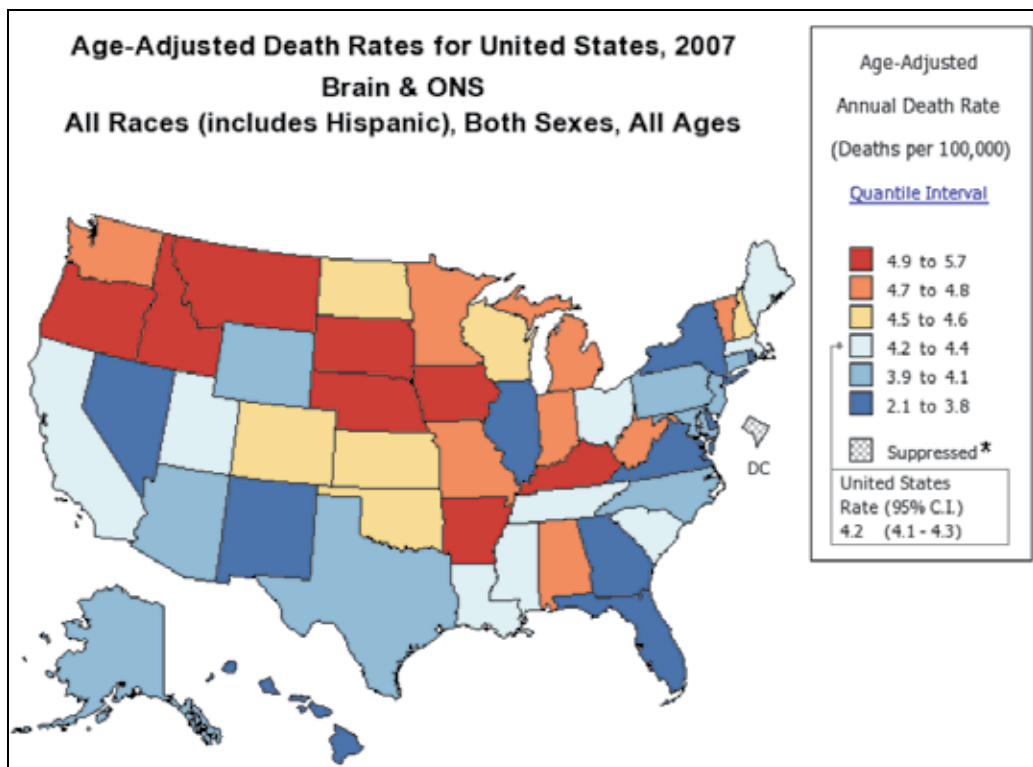 Age-Adjusted Death Rates for United States, 2007
Brain & ONS
All Races (includes Hispanic), Both Sexes, All Ages
DC
Age-Adjusted
Annual Death Rate
(Deaths per 100,000)
Quantile Interval
4.9 to 5.7
4.7 to 4.8
4.5 to 4.6
4.2 to 4.4
3.9 to 4.1
2.1 to 3.8
Suppressed*
United States
Rate (95% C.I.)
4.2 (4.1 - 4.3)